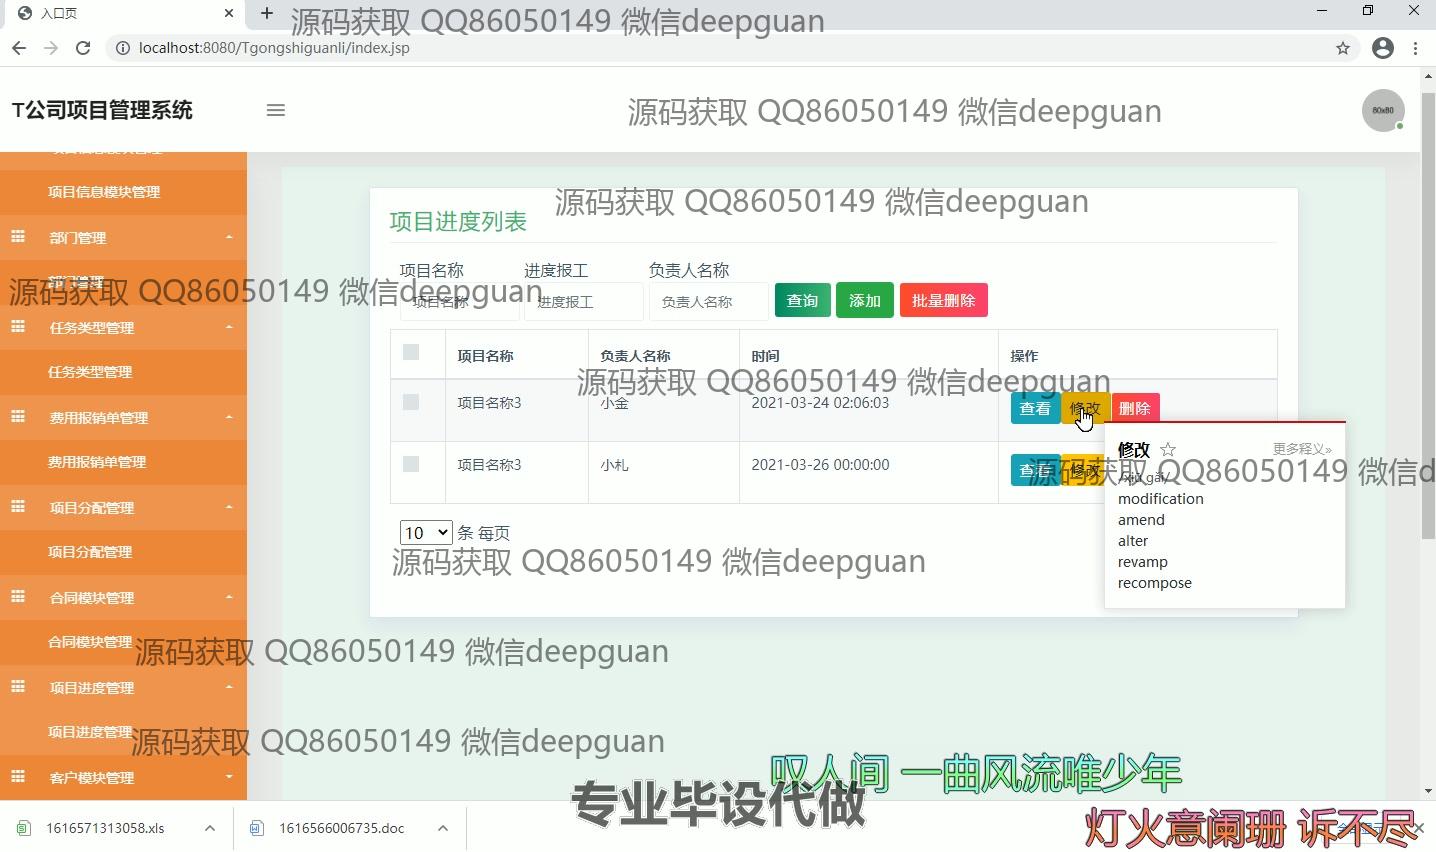 入口页
源码获取 QQ86050149 微信deepguan
localhost:8080/Tgongshiguanli/index.jsp
T公司项目管理系统
源码获取 QQ86050149 微信deepguan
80x80
项目信息模块管理
源码获取 QQ86050149 微信deepguan
项目进度列表
部门管理
项目名称 进度报工 负责人名称
部门管理
源码获取 QQ86050149 微信deepguan
项目名称 进度报工 负责人名称 查询 添加 批量删除
任务类型管理
项目名称 负责人名称 时间 操作
任务类型管理
源码获取 QQ86050149 微信deepguan
项目名称3 小金 2021-03-24 02:06:03 查看 修改 删除
费用报销单管理
修改 更多释义»
费用报销单管理
项目名称3 小札 2021-03-26 00:00:00 查看 修改
源码获取 QQ86050149 微信d
/xiū gǎi/
modification
amend
alter
revamp
recompose
项目分配管理
10 条 每页
项目分配管理
源码获取 QQ86050149 微信deepguan
合同模块管理
合同模块管理
源码获取 QQ86050149 微信deepguan
项目进度管理
项目进度管理
源码获取 QQ86050149 微信deepguan
客户模块管理
叹人间 一曲风流唯少年
专业毕设代做
灯火意阑珊 诉不尽
1616571313058.xls
1616566006735.doc